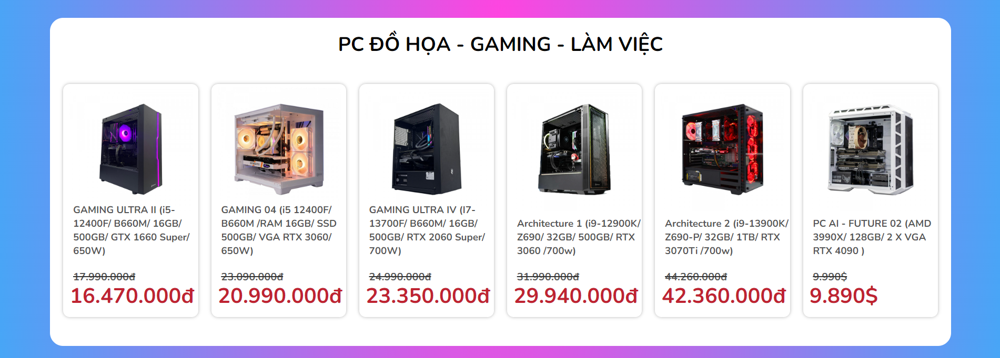 PC ĐỒ HỌA - GAMING - LÀM VIỆC
GAMING ULTRA II (i5-
12400F/ B660M/ 16GB/
500GB/ GTX 1660 Super/
650W)
17.990.000đ
16.470.000đ
GAMING 04 (i5 12400F/
B660M /RAM 16GB/ SSD
500GB/ VGA RTX 3060/
650W)
23.090.000đ
20.990.000đ
GAMING ULTRA IV (I7-
13700F/ B660M/ 16GB/
500GB/ RTX 2060 Super/
700W)
24.990.000đ
23.350.000đ
Architecture 1 (i9-12900K/
Z690/ 32GB/ 500GB/ RTX
3060 /700w)
31.990.000đ
29.940.000đ
Architecture 2 (i9-13900K/
Z690-P/ 32GB/ 1TB/ RTX
3070Ti /700w)
44.260.000đ
42.360.000đ
PC AI - FUTURE 02 (AMD
3990X/ 128GB/ 2 X VGA
RTX 4090 )
9.990$
9.890$